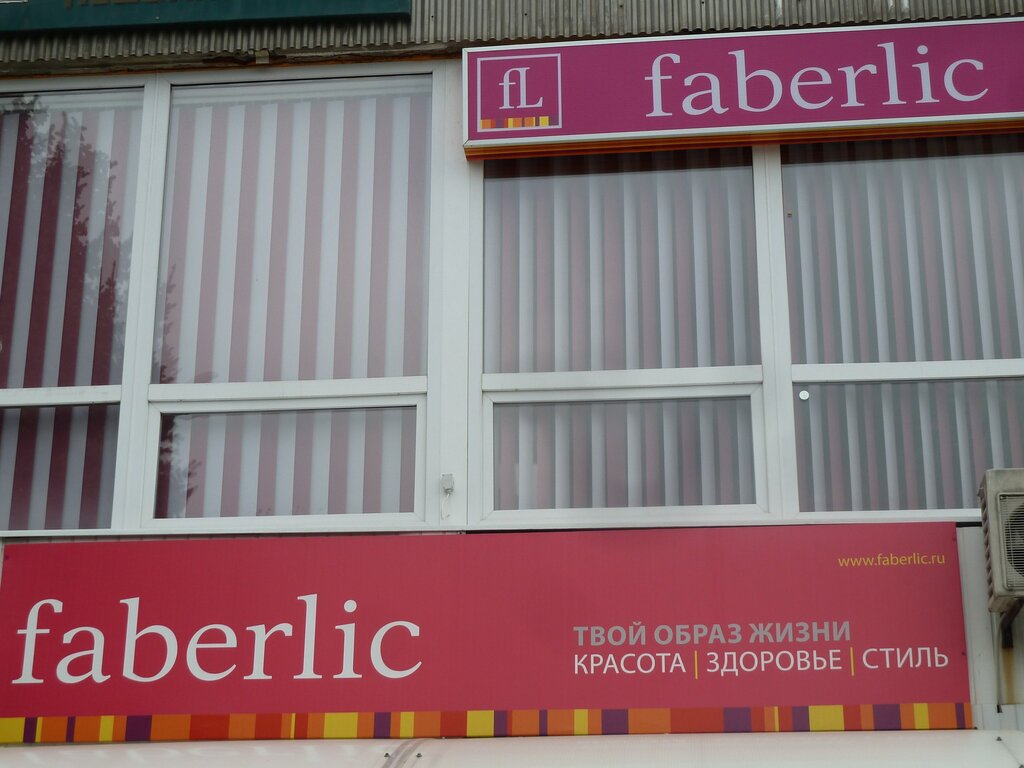 fL
faberlic
www.faberlic.ru
faberlic
ТВОЙ ОБРАЗ ЖИЗНИ
КРАСОТА | ЗДОРОВЬЕ | СТИЛЬ